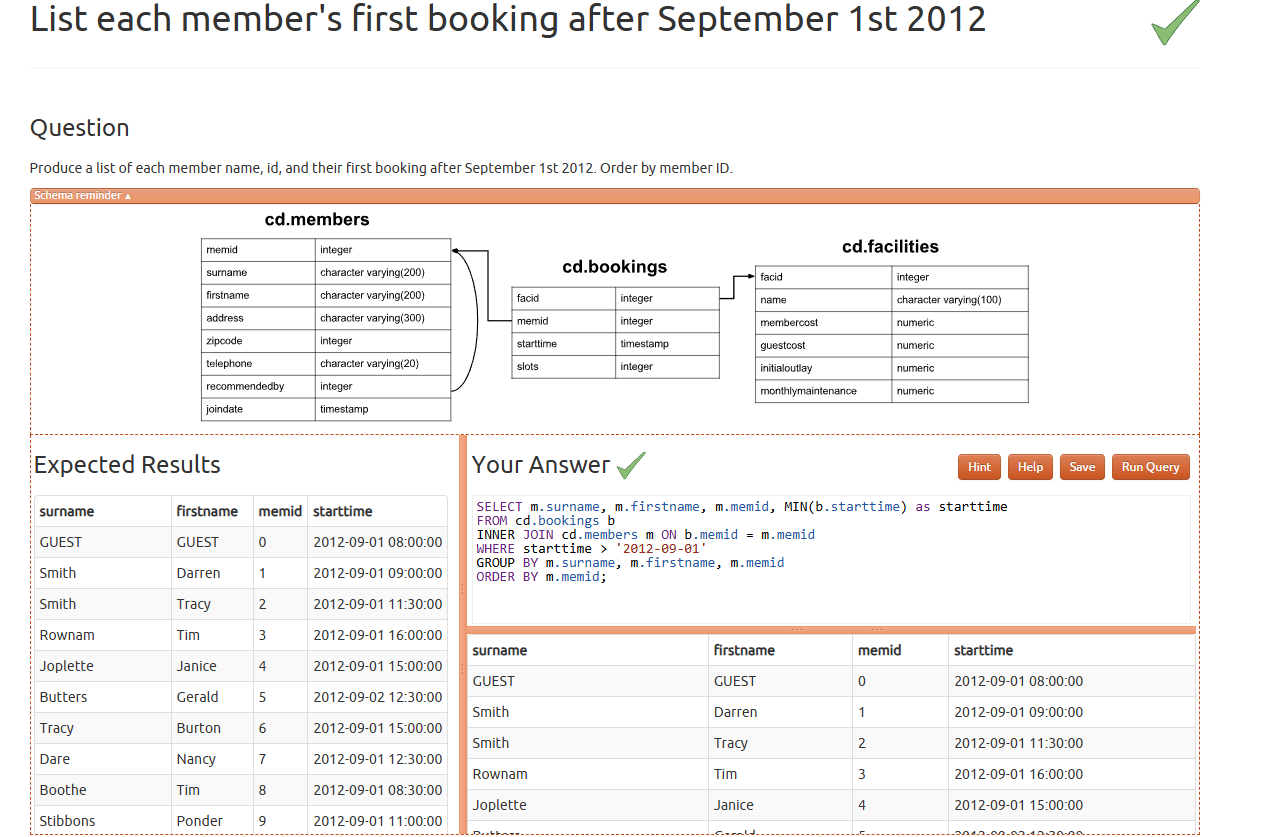 List each member's first booking after September 1st 2012
Question
Produce a list of each member name, id, and their first booking after September 1st 2012. Order by member ID.
Schema reminder ▲
cd.members
memid integer
surname character varying(200)
firstname character varying(200)
address character varying(300)
zipcode integer
telephone character varying(20)
recommendedby integer
joindate timestamp
cd.bookings
facid integer
memid integer
starttime timestamp
slots integer
cd.facilities
facid integer
name character varying(100)
membercost numeric
guestcost numeric
initialoutlay numeric
monthlymaintenance numeric
Expected Results
surname firstname memid starttime
GUEST GUEST 0 2012-09-01 08:00:00
Smith Darren 1 2012-09-01 09:00:00
Smith Tracy 2 2012-09-01 11:30:00
Rownam Tim 3 2012-09-01 16:00:00
Joplette Janice 4 2012-09-01 15:00:00
Butters Gerald 5 2012-09-02 12:30:00
Tracy Burton 6 2012-09-01 15:00:00
Dare Nancy 7 2012-09-01 12:30:00
Boothe Tim 8 2012-09-01 08:30:00
Stibbons Ponder 9 2012-09-01 11:00:00
Your Answer
Hint Help Save Run Query
SELECT m.surname, m.firstname, m.memid, MIN(b.starttime) as starttime
FROM cd.bookings b
INNER JOIN cd.members m ON b.memid = m.memid
WHERE starttime > '2012-09-01'
GROUP BY m.surname, m.firstname, m.memid
ORDER BY m.memid;
surname firstname memid starttime
GUEST GUEST 0 2012-09-01 08:00:00
Smith Darren 1 2012-09-01 09:00:00
Smith Tracy 2 2012-09-01 11:30:00
Rownam Tim 3 2012-09-01 16:00:00
Joplette Janice 4 2012-09-01 15:00:00